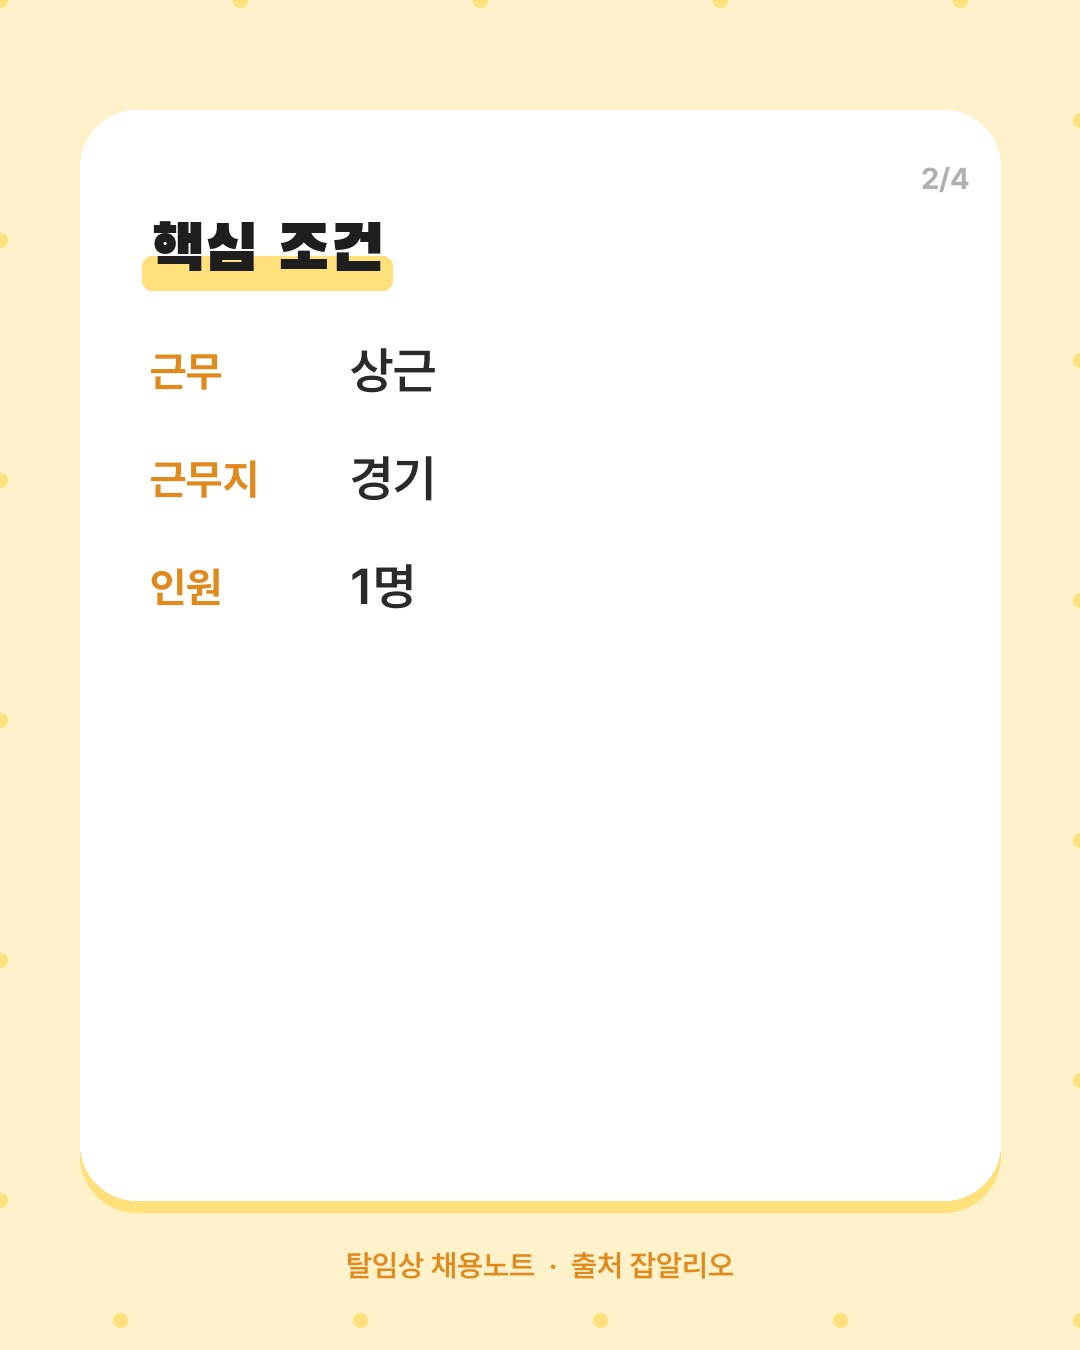 2/4
핵심 조건
근무 상근
근무지 경기
인원 1명
탈임상 채용노트 · 출처 잡알리오